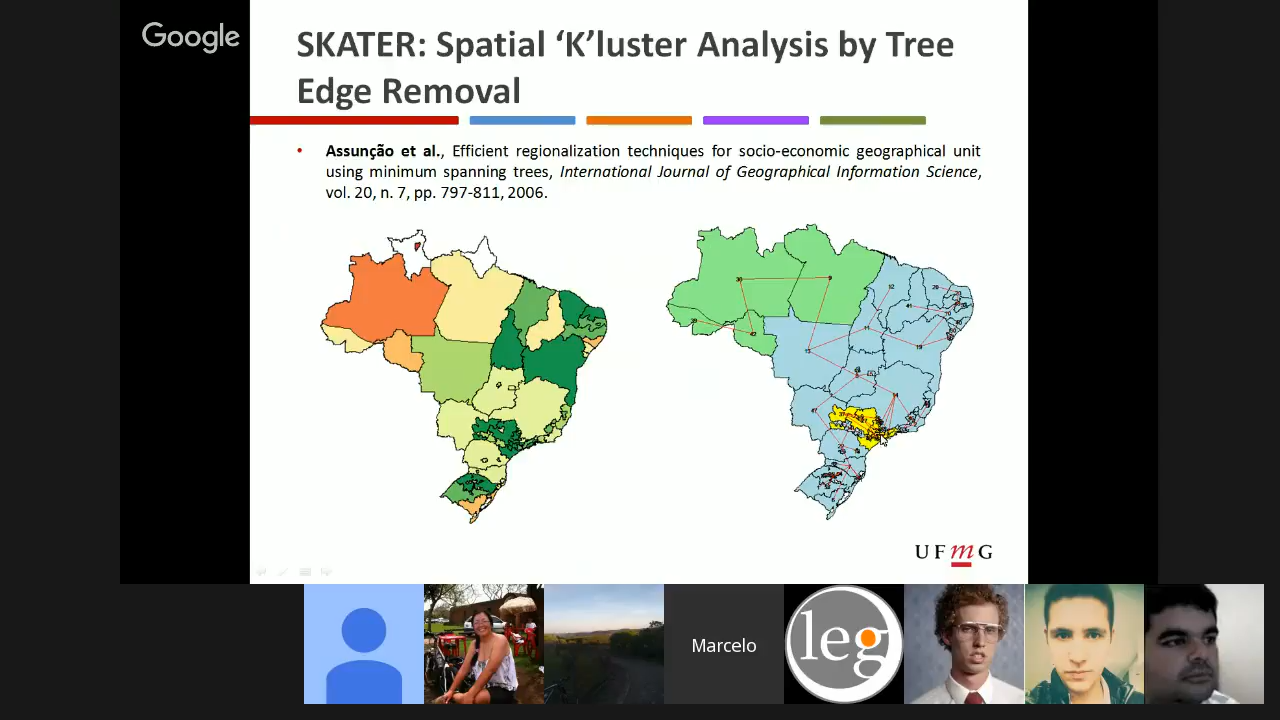 Google
SKATER: Spatial ‘K’luster Analysis by Tree
Edge Removal
• Assunção et al., Efficient regionalization techniques for socio-economic geographical unit
using minimum spanning trees, International Journal of Geographical Information Science,
vol. 20, n. 7, pp. 797-811, 2006.
UFmG
Marcelo
leg